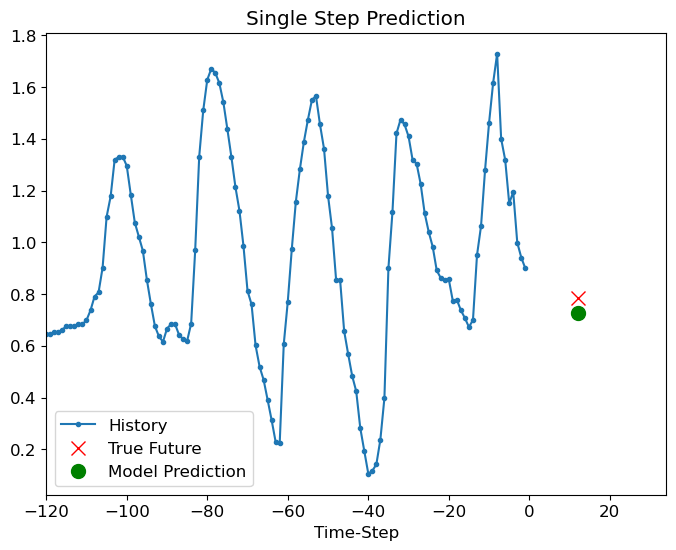 Single Step Prediction
1.8
1.6
1.4
1.2
1.0
0.8
0.6
0.4
0.2
History
True Future
Model Prediction
−120 −100 −80 −60 −40 −20 0 20
Time-Step